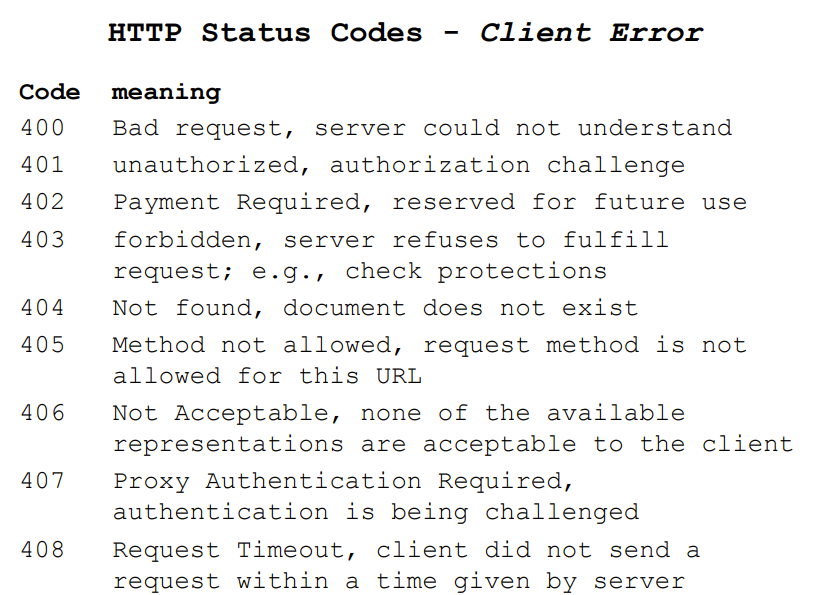 HTTP Status Codes - Client Error
Code meaning
400 Bad request, server could not understand
401 unauthorized, authorization challenge
402 Payment Required, reserved for future use
403 forbidden, server refuses to fulfill
request; e.g., check protections
404 Not found, document does not exist
405 Method not allowed, request method is not
allowed for this URL
406 Not Acceptable, none of the available
representations are acceptable to the client
407 Proxy Authentication Required,
authentication is being challenged
408 Request Timeout, client did not send a
request within a time given by server